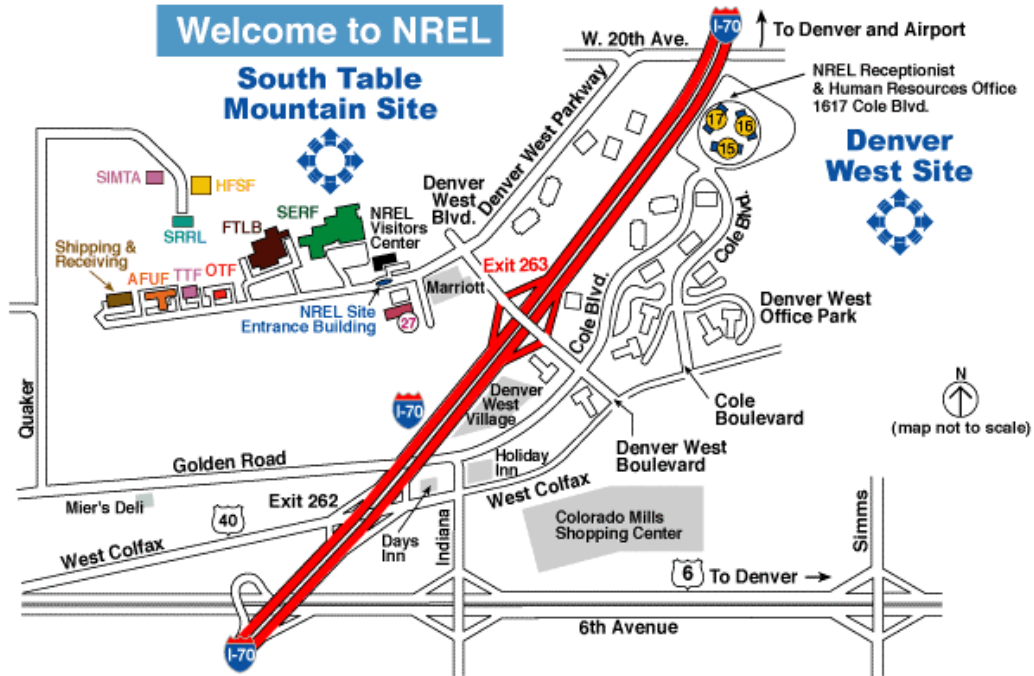 Welcome to NREL
I-70
To Denver and Airport
W. 20th Ave.
South Table
Mountain Site
NREL Receptionist
& Human Resources Office
1617 Cole Blvd.
Denver West Parkway
17
16
15
Denver
West Site
SIMTA
HFSF
Denver
West
Blvd.
SRRL
SERF
FTLB
NREL
Visitors
Center
Cole Blvd.
Shipping &
Receiving
AFUF
TTF
OTF
Exit 263
Marriott
NREL Site
Entrance Building
27
Cole Blvd.
Denver West
Office Park
Quaker
I-70
Denver
West
Village
Cole
Boulevard
N
(map not to scale)
Denver West
Boulevard
Golden Road
Holiday
Inn
Mier's Deli
Exit 262
West Colfax
40
Days
Inn
Indiana
Colorado Mills
Shopping Center
Simms
West Colfax
6
To Denver
6th Avenue
I-70